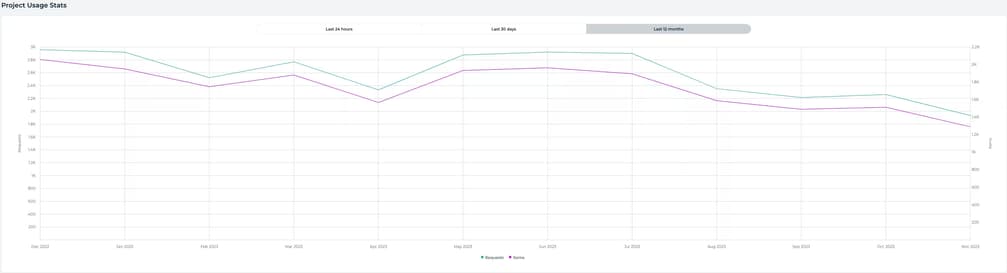 Project Usage Stats
Last 24 hours
Last 30 days
Last 12 months
3K
2.8K
2.6K
2.4K
2.2K
2K
1.8K
1.6K
1.4K
1.2K
1K
800
600
400
200
Requests
2.2K
2K
1.8K
1.6K
1.4K
1.2K
1K
800
600
400
200
Dec 2022
Jan 2023
Feb 2023
Mar 2023
Apr 2023
May 2023
Jun 2023
Jul 2023
Aug 2023
Sep 2023
Oct 2023
Nov 2023
Requests